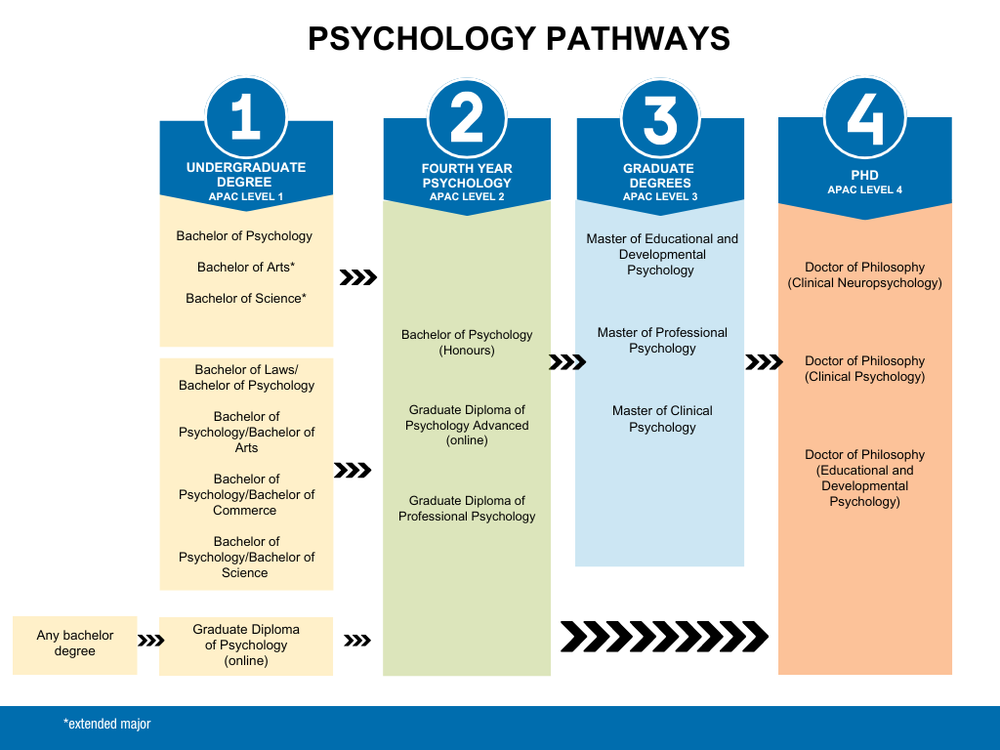 PSYCHOLOGY PATHWAYS
1
UNDERGRADUATE
DEGREE
APAC LEVEL 1
Bachelor of Psychology
Bachelor of Arts*
Bachelor of Science*
Bachelor of Laws/
Bachelor of Psychology
Bachelor of
Psychology/Bachelor of
Arts
Bachelor of
Psychology/Bachelor of
Commerce
Bachelor of
Psychology/Bachelor of
Science
Any bachelor
degree
Graduate Diploma
of Psychology
(online)
2
FOURTH YEAR
PSYCHOLOGY
APAC LEVEL 2
Bachelor of Psychology
(Honours)
Graduate Diploma of
Psychology Advanced
(online)
Graduate Diploma of
Professional Psychology
3
GRADUATE
DEGREES
APAC LEVEL 3
Master of Educational and
Developmental
Psychology
Master of Professional
Psychology
Master of Clinical
Psychology
4
PHD
APAC LEVEL 4
Doctor of Philosophy
(Clinical Neuropsychology)
Doctor of Philosophy
(Clinical Psychology)
Doctor of Philosophy
(Educational and
Developmental
Psychology)
*extended major